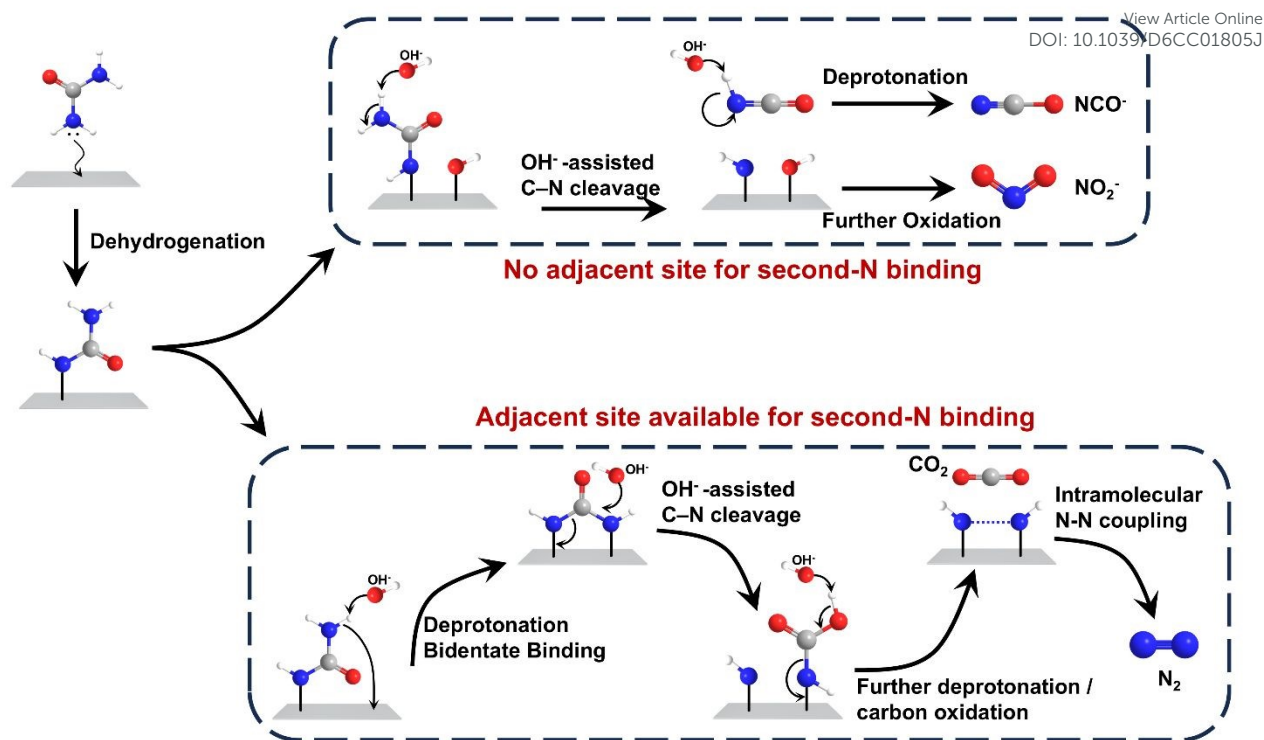 View Article Online
DOI: 10.1039/D6CC01805J
OH-
OH-
Deprotonation
NCO-
Dehydrogenation
OH- -assisted
C–N cleavage
Further Oxidation
NO2-
No adjacent site for second-N binding
Adjacent site available for second-N binding
OH-
OH- -assisted
C–N cleavage
CO2
Intramolecular
N-N coupling
OH-
OH-
Deprotonation
Bidentate Binding
Further deprotonation /
carbon oxidation
N2